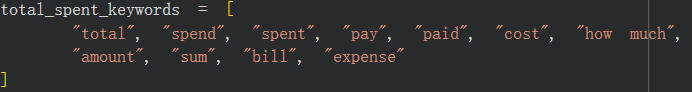 total_spent_keywords = [
"total", "spend", "spent", "pay", "paid", "cost", "how much",
"amount", "sum", "bill", "expense"
]